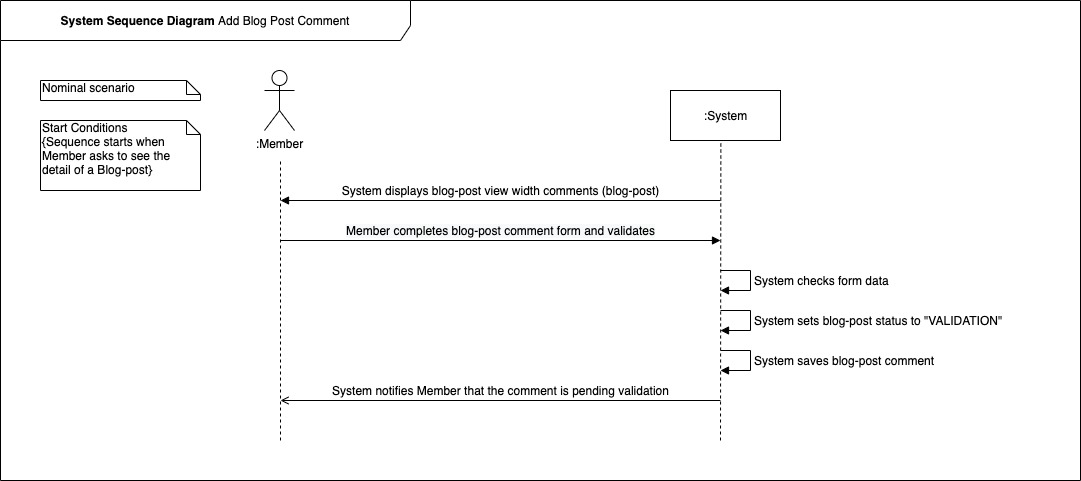 System Sequence Diagram Add Blog Post Comment
Nominal scenario
Start Conditions
{Sequence starts when
Member asks to see the
detail of a Blog-post}
:Member
:System
System displays blog-post view width comments (blog-post)
Member completes blog-post comment form and validates
System checks form data
System sets blog-post status to "VALIDATION"
System saves blog-post comment
System notifies Member that the comment is pending validation